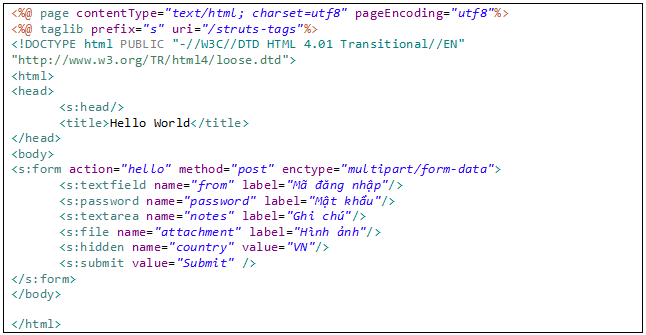 <%@ page contentType="text/html; charset=utf8" pageEncoding="utf8"%>
<%@ taglib prefix="s" uri="/struts-tags"%>
<!DOCTYPE html PUBLIC "-//W3C//DTD HTML 4.01 Transitional//EN"
"http://www.w3.org/TR/html4/loose.dtd">
<html>
<head>
<s:head/>
<title>Hello World</title>
</head>
<body>
<s:form action="hello" method="post" enctype="multipart/form-data">
<s:textfield name="from" label="Mã đăng nhập"/>
<s:password name="password" label="Mật khẩu"/>
<s:textarea name="notes" label="Ghi chú"/>
<s:file name="attachment" label="Hình ảnh"/>
<s:hidden name="country" value="VN"/>
<s:submit value="Submit" />
</s:form>
</body>
</html>